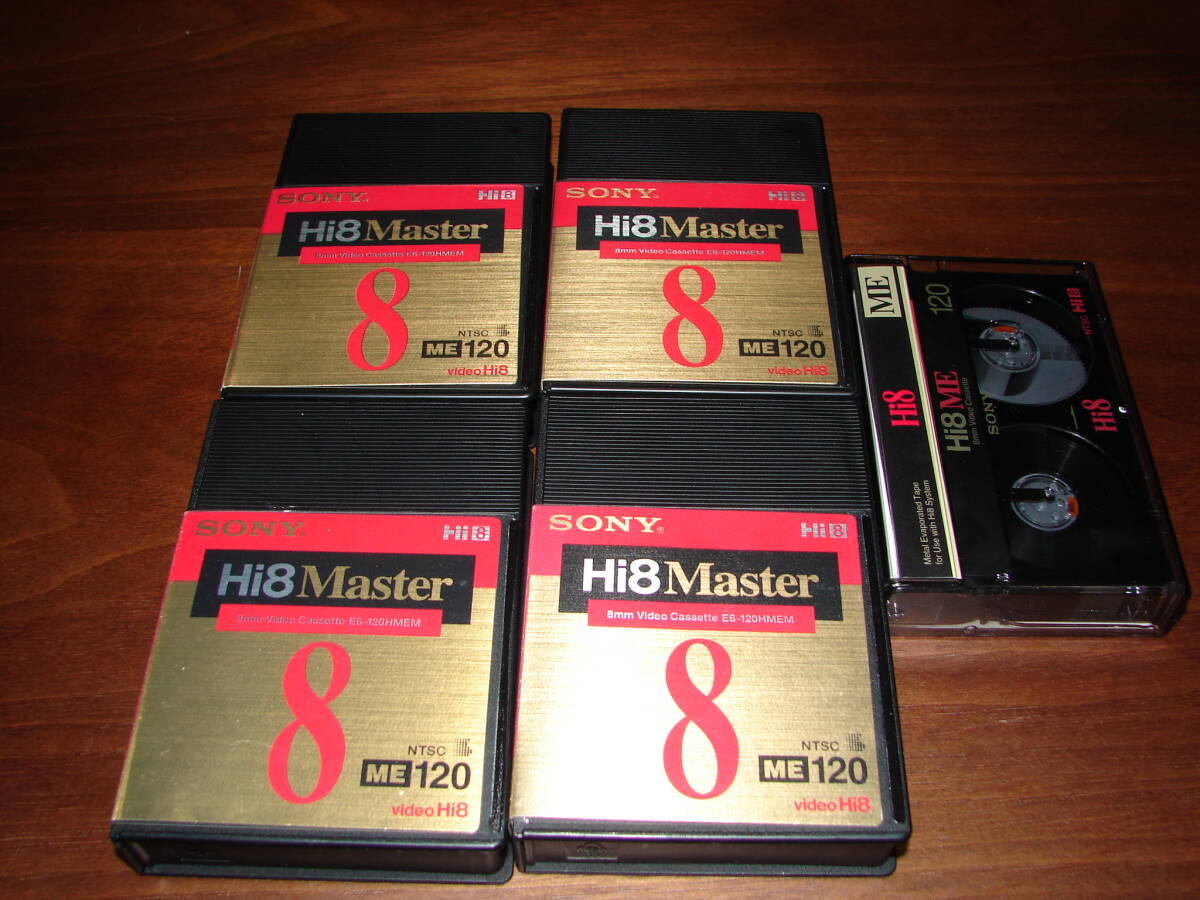 SONY
Hi8
Hi8 Master
8mm Video Cassette E6-120HMEM
8
NTSC
ME 120
video Hi8
SONY
Hi8
Hi8 Master
8mm Video Cassette E6-120HMEM
8
NTSC
ME 120
video Hi8
SONY
Hi8
Hi8 Master
8mm Video Cassette E6-120HMEM
8
NTSC
ME 120
video Hi8
SONY®
Hi8
Hi8 Master
8mm Video Cassette E6-120HMEM
8
NTSC
ME 120
video Hi8
Hi8 ME
Metal Evaporated Tape
for Use with Hi8 System
Hi8 ME 120
8mm Video Cassette
SONY
Hi8 NTSC Hi8
ME